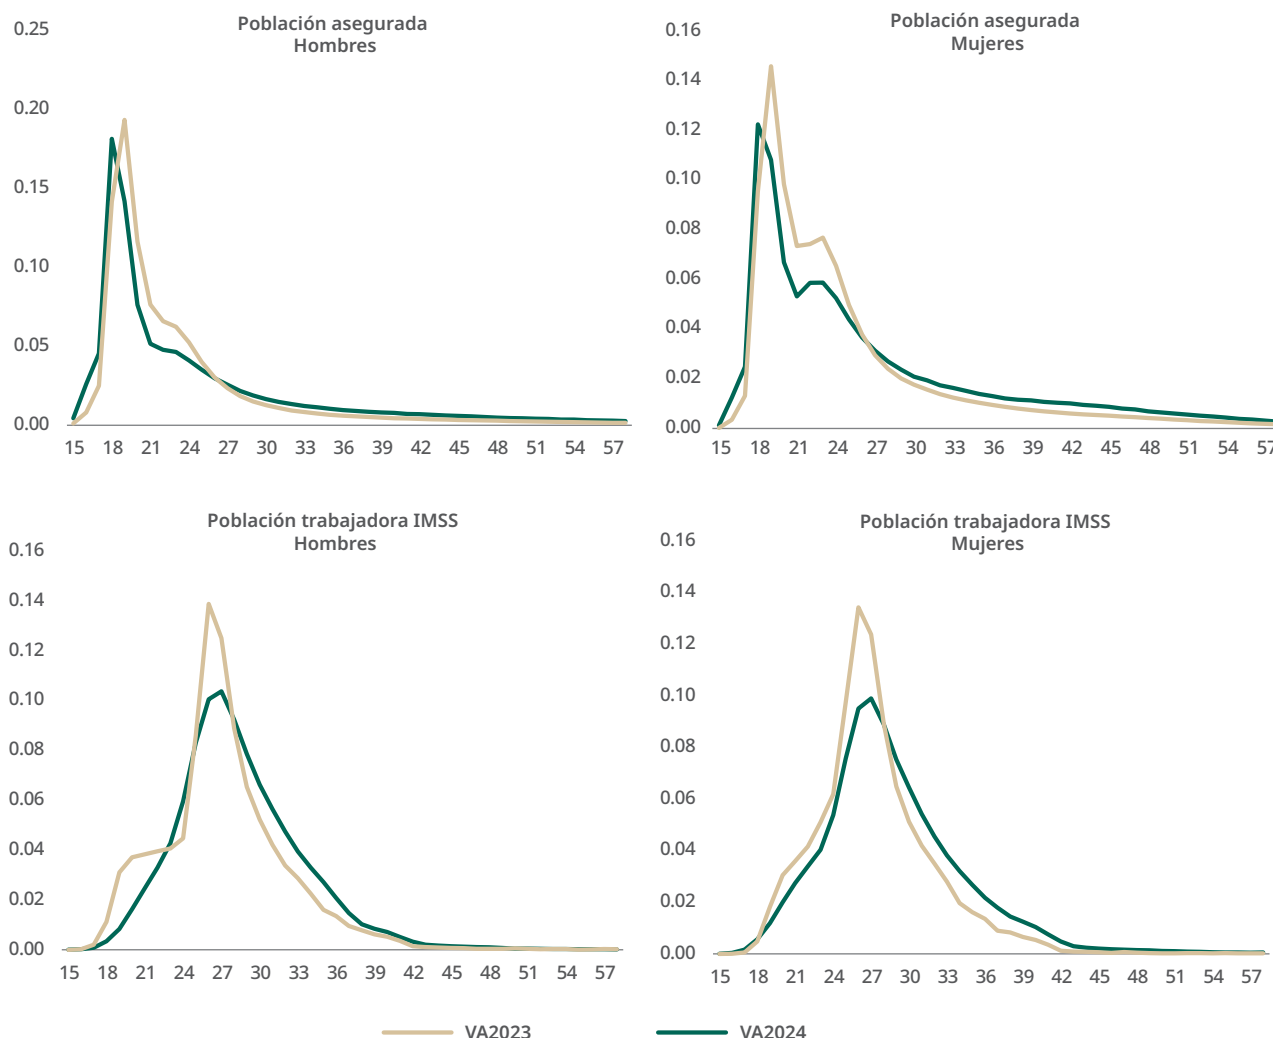 Población asegurada
Hombres
0.25
0.20
0.15
0.10
0.05
0.00
15 18 21 24 27 30 33 36 39 42 45 48 51 54 57
Población asegurada
Mujeres
0.16
0.14
0.12
0.10
0.08
0.06
0.04
0.02
0.00
15 18 21 24 27 30 33 36 39 42 45 48 51 54 57
Población trabajadora IMSS
Hombres
0.16
0.14
0.12
0.10
0.08
0.06
0.04
0.02
0.00
15 18 21 24 27 30 33 36 39 42 45 48 51 54 57
Población trabajadora IMSS
Mujeres
0.16
0.14
0.12
0.10
0.08
0.06
0.04
0.02
0.00
15 18 21 24 27 30 33 36 39 42 45 48 51 54 57
VA2023 VA2024